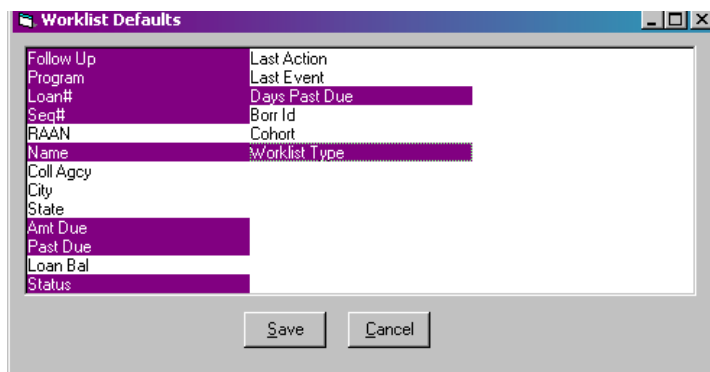 Worklist Defaults
Follow Up
Program
Loan#
Seq#
RAAN
Name
Coll Agcy
City
State
Amt Due
Past Due
Loan Bal
Status
Last Action
Last Event
Days Past Due
Borr Id
Cohort
Worklist Type
Save
Cancel